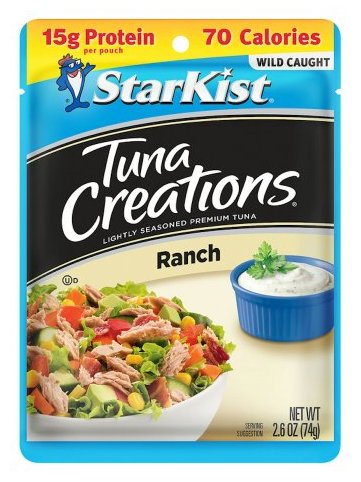 15g Protein 70 Calories
per pouch
WILD CAUGHT
StarKist®
Tuna
Creations®
LIGHTLY SEASONED PREMIUM TUNA
Ranch
U D
SERVING
SUGGESTION
NET WT
2.6 OZ (74g)